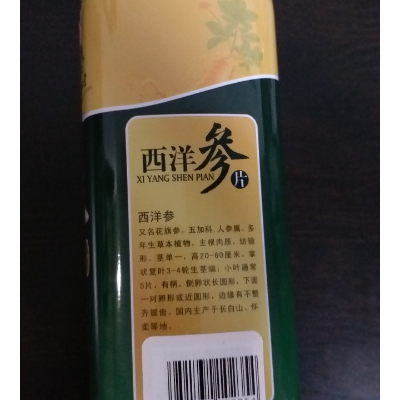 西洋参
片
XI YANG SHEN PIAN
西洋参
又名花旗参，五加科，人参属，多
年生草本植物，主根肉质，纺锤
形，茎单一，高20-60厘米，掌
状复叶3-4轮生茎端；小叶通常
5片，有柄，倒卵状长圆形，下面
一对卵形或近圆形，边缘有不整
齐锯齿。国内主产于长白山、怀
柔等地。